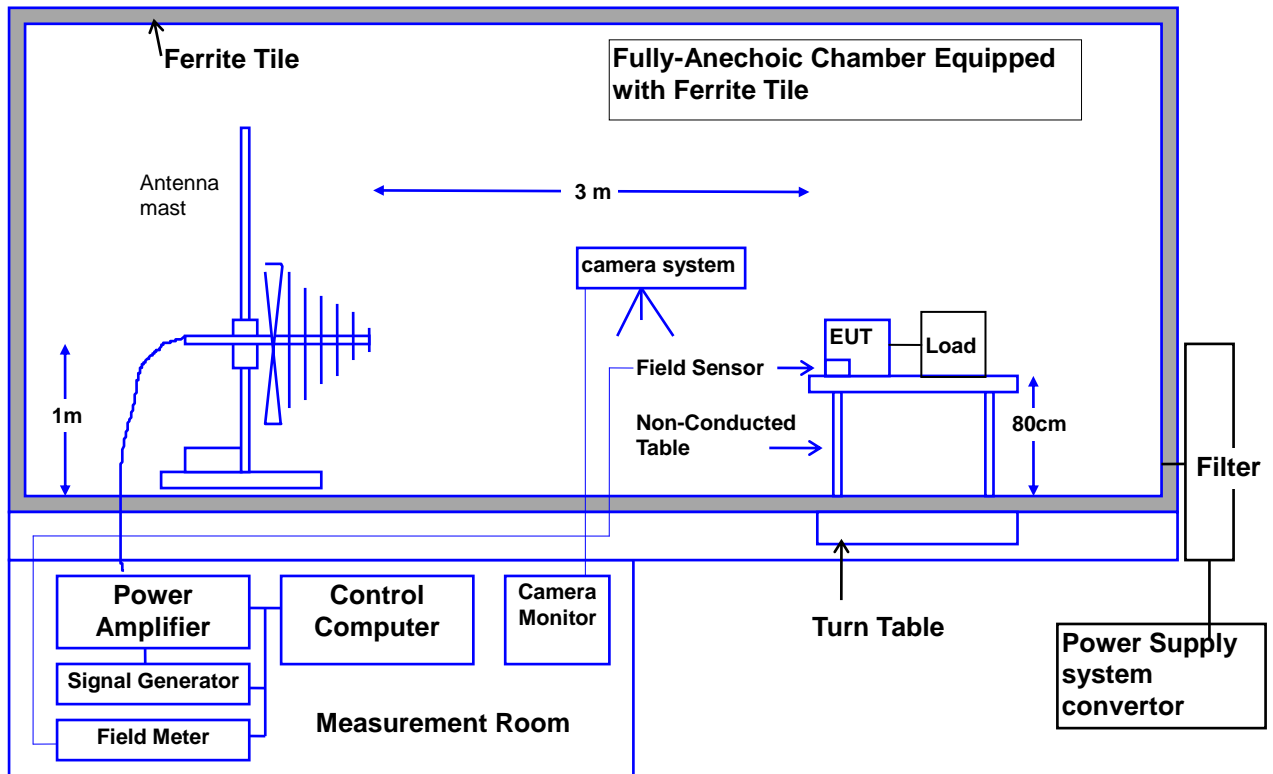 Ferrite Tile
Fully-Anechoic Chamber Equipped
with Ferrite Tile
Antenna
mast
3 m
camera system
EUT
Load
Field Sensor
1m
Non-Conducted
Table
80cm
Filter
Power
Amplifier
Control
Computer
Camera
Monitor
Turn Table
Signal Generator
Power Supply
system
convertor
Field Meter
Measurement Room